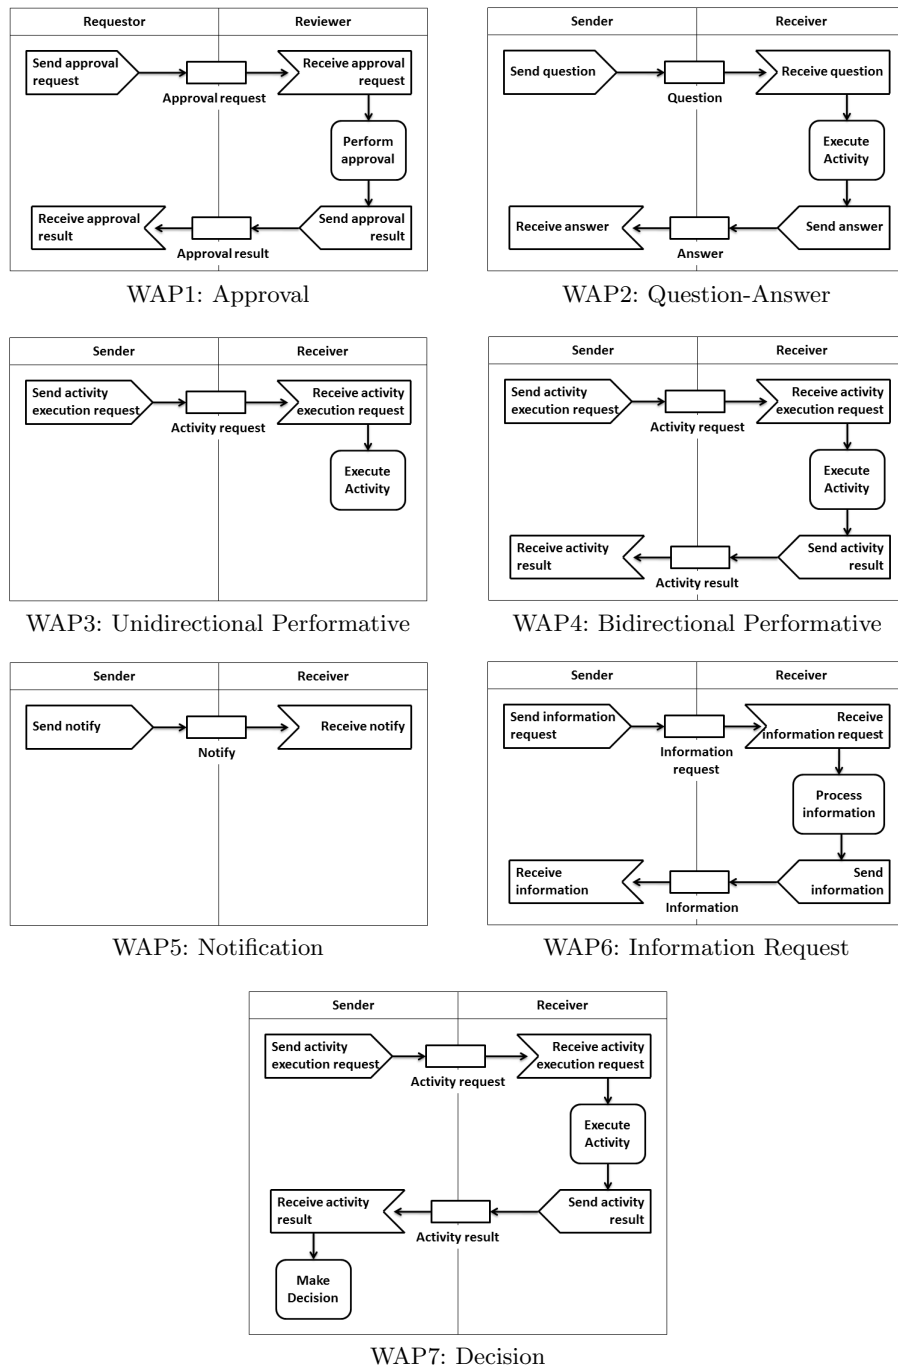 Requestor
Reviewer
Send approval
request
Receive approval
request
Approval request
Perform
approval
Receive approval
result
Send approval
result
Approval result
WAP1: Approval
Sender
Receiver
Send question
Receive question
Question
Execute
Activity
Receive answer
Send answer
Answer
WAP2: Question-Answer
Sender
Receiver
Send activity
execution request
Receive activity
execution request
Activity request
Execute
Activity
WAP3: Unidirectional Performative
Sender
Receiver
Send activity
execution request
Receive activity
execution request
Activity request
Execute
Activity
Receive activity
result
Send activity
result
Activity result
WAP4: Bidirectional Performative
Sender
Receiver
Send notify
Receive notify
Notify
WAP5: Notification
Sender
Receiver
Send information
request
Receive
information request
Information
request
Process
information
Receive
information
Send
information
Information
WAP6: Information Request
Sender
Receiver
Send activity
execution request
Receive activity
execution request
Activity request
Execute
Activity
Receive activity
result
Send activity
result
Activity result
Make
Decision
WAP7: Decision